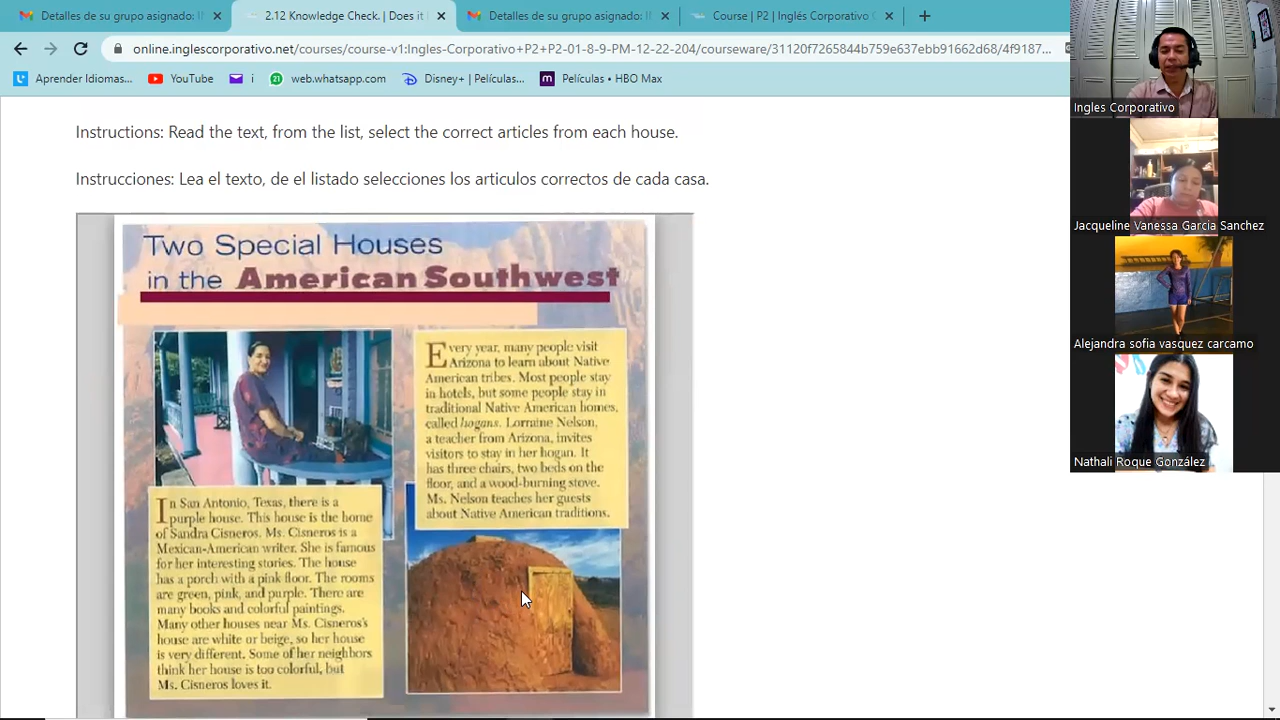 Detalles de su grupo asignado: I
2.12 Knowledge Check. | Does it
Detalles de su grupo asignado: I
Course | P2 | Inglés Corporativo
online.inglescorporativo.net/courses/course-v1:Ingles-Corporativo+P2+P2-01-8-9-PM-12-22-204/courseware/31120f7265844b759eb37ebb91662d68/4f9187...
Aprender Idiomas...
YouTube
i
web.whatsapp.com
Disney+ | Películas...
Películas • HBO Max
Instructions: Read the text, from the list, select the correct articles from each house.
Instrucciones: Lea el texto, de el listado selecciones los articulos correctos de cada casa.
Two Special Houses
in the American Southwest
Every year, many people visit
Arizona to learn about Native
American tribes. Most people stay
in hotels, but some people stay in
traditional Native American homes,
called hogans. Lorraine Nelson,
a teacher from Arizona, invites
visitors to stay in her hogan. It
has three chairs, two beds on the
floor, and a wood-burning stove.
Ms. Nelson teaches her guests
about Native American traditions.
In San Antonio, Texas, there is a
purple house. This house is the home
of Sandra Cisneros. Ms. Cisneros is a
Mexican-American writer. She is famous
for her interesting stories. The house
has a porch with a pink floor. The rooms
are green, pink, and purple. There are
many books and colorful paintings.
Many other houses near Ms. Cisneros's
house are white or beige, so her house
is very different. Some of her neighbors
think her house is too colorful, but
Ms. Cisneros loves it.
Ingles Corporativo
Jacqueline Vanessa Garcia Sanchez
Alejandra sofia vasquez carcamo
Nathali Roque González